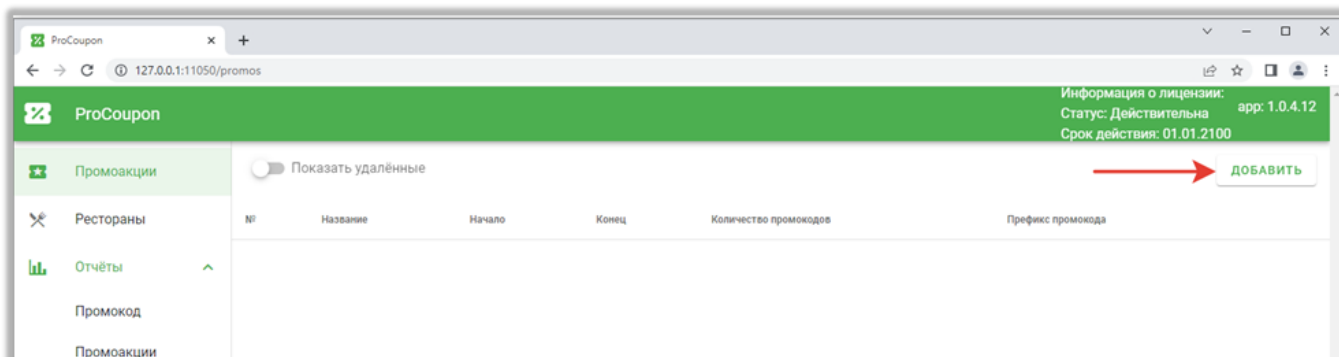 ProCoupon
127.0.0.1:11050/promos
ProCoupon
Информация о лицензии:
Статус: Действительна
Срок действия: 01.01.2100
app: 1.0.4.12
Промоакции
Показать удалённые
ДОБАВИТЬ
Рестораны
№ Название Начало Конец Количество промокодов Префикс промокода
Отчёты
Промокод
Промоакции